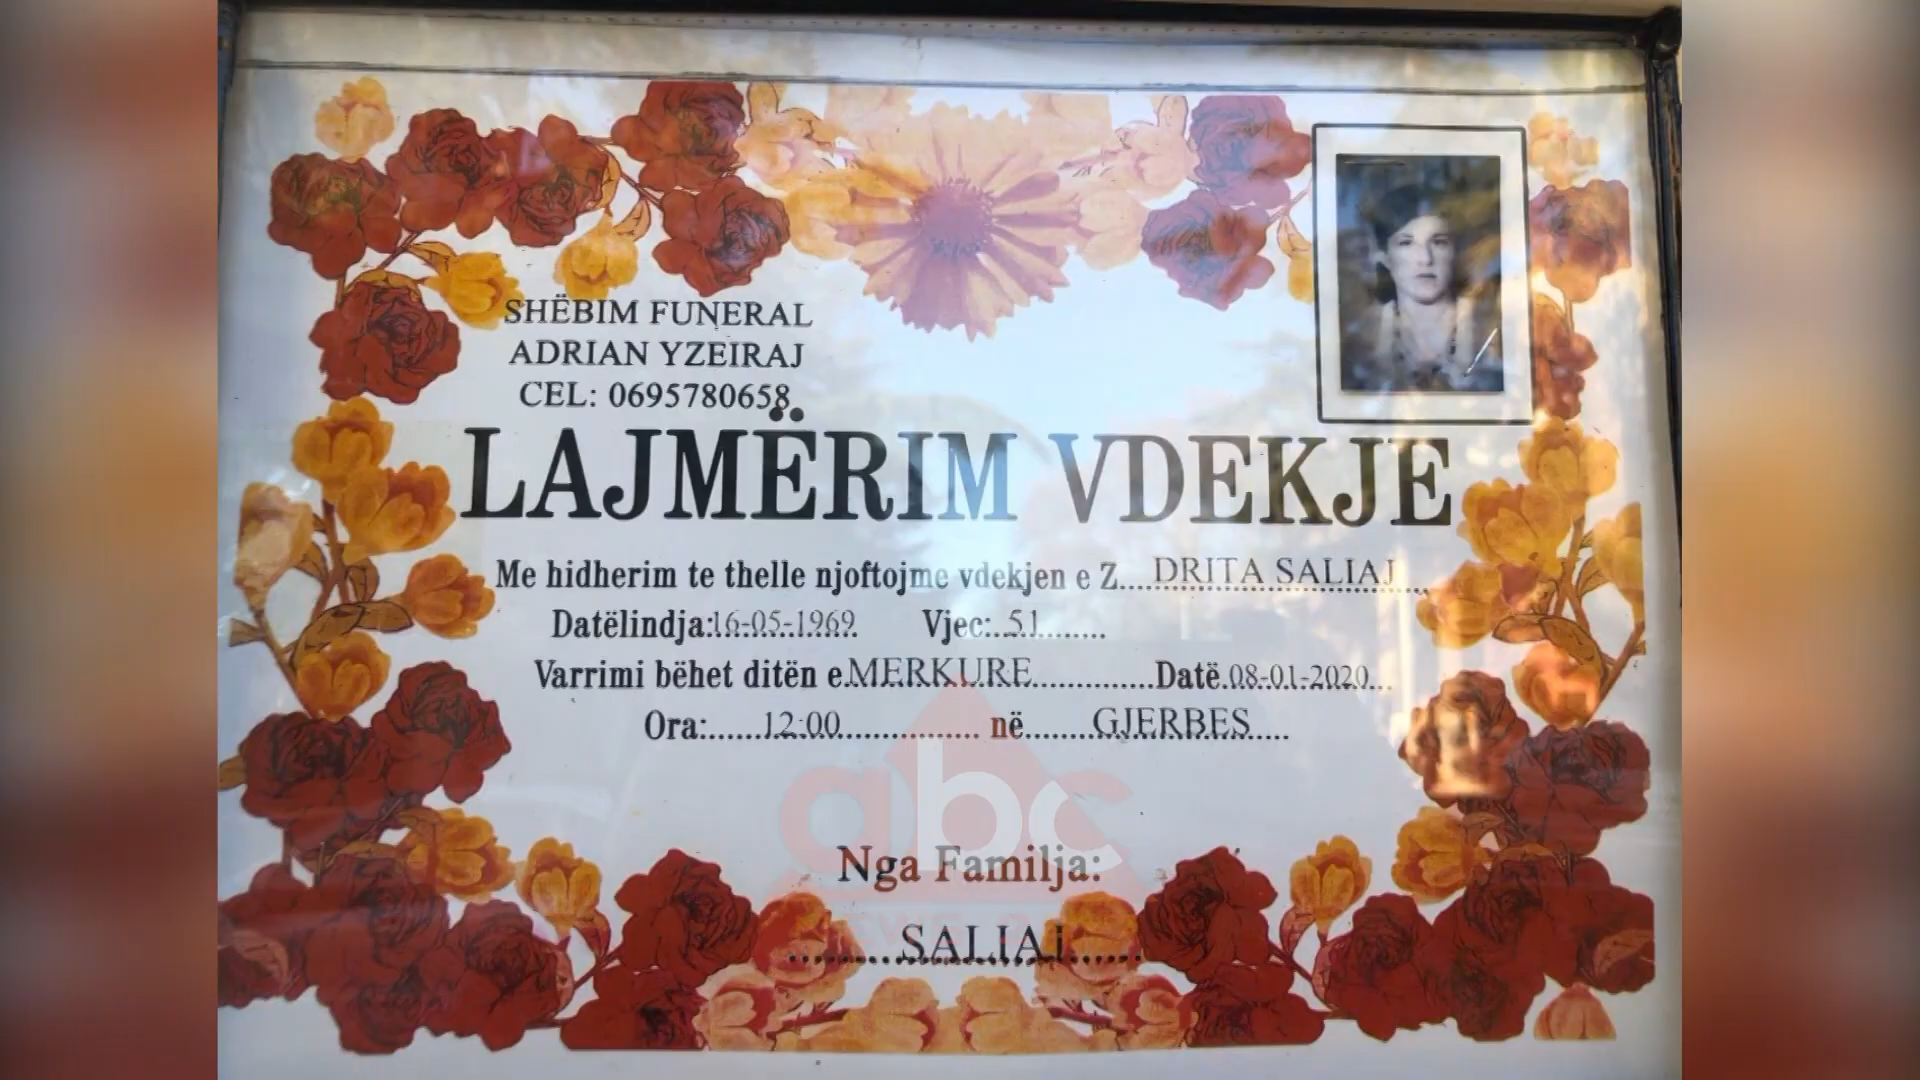 SHËBIM FUNERAL
ADRIAN YZEIRAJ
CEL: 0695780658
LAJMËRIM VDEKJE
Me hidherim te thelle njoftojme vdekjen e Z....DRITA SALIAJ......
Datëlindja:16-05-1969. Vjec:..51........
Varrimi bëhet ditën e.MERKURE..............Datë.08-01-2020...
Ora:......12:00................. në........GJERBES.....
abc
Nga Familja:
..........SALIAJ......